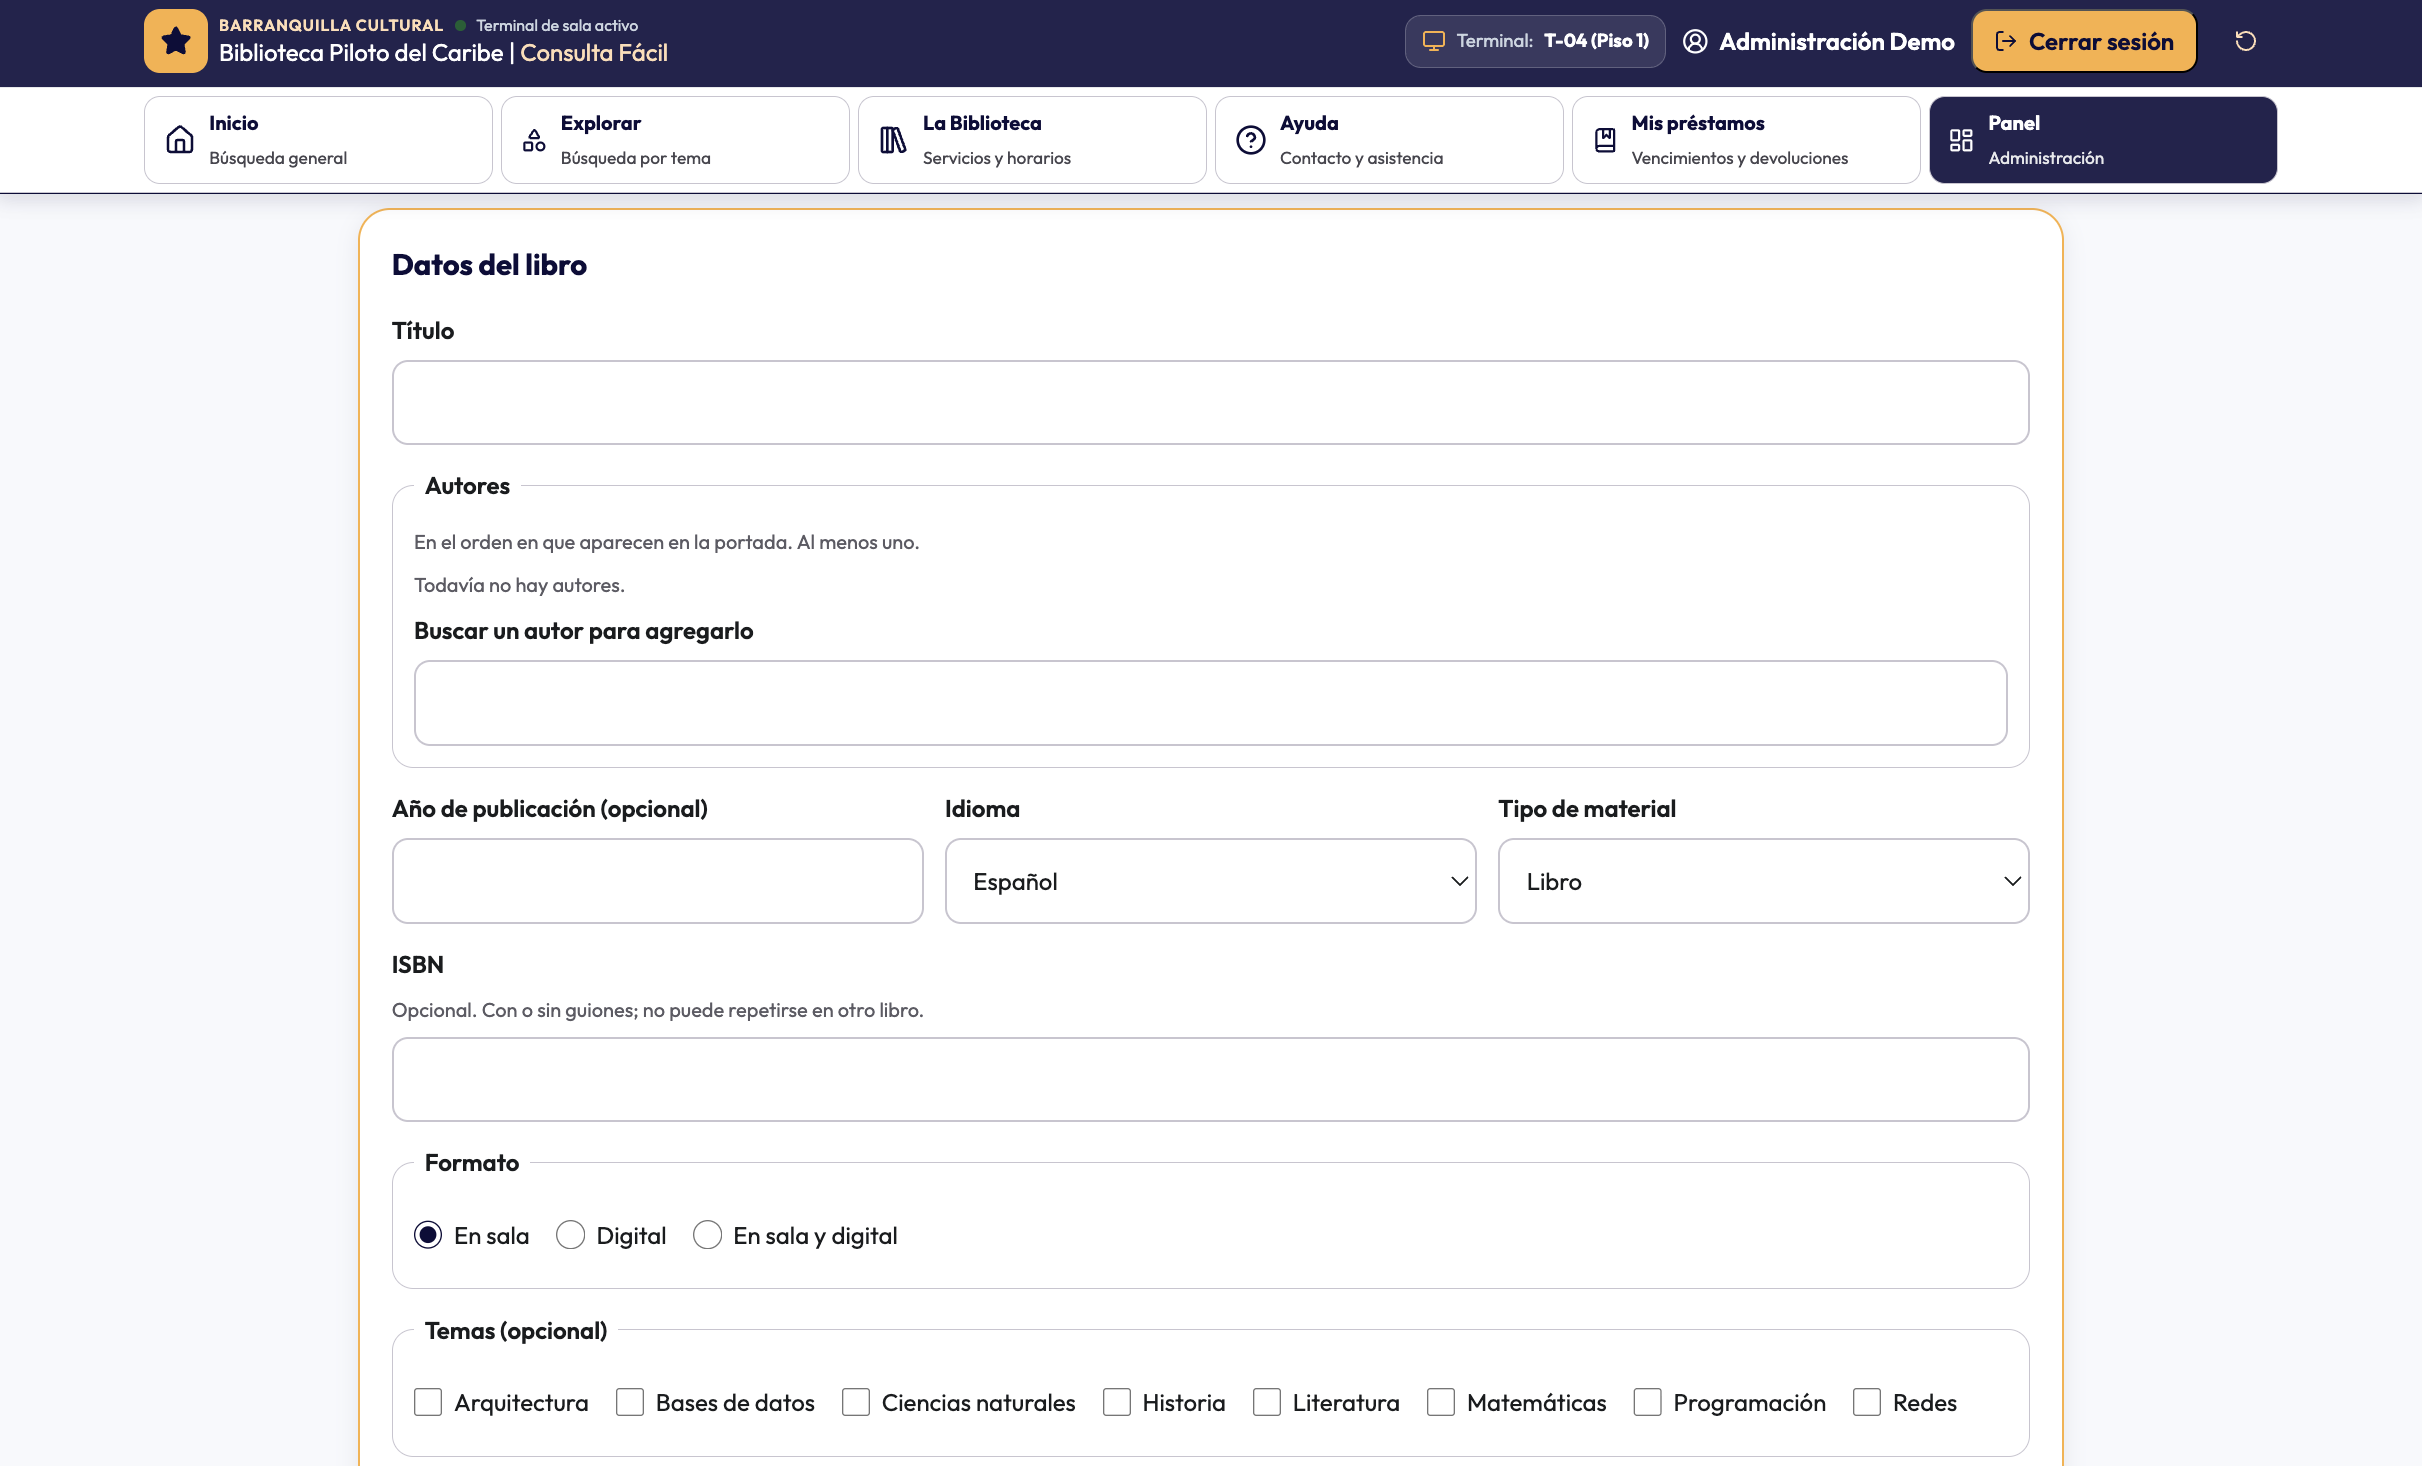 BARRANQUILLA CULTURAL
Terminal de sala activo
Biblioteca Piloto del Caribe | Consulta Fácil
Terminal: T-04 (Piso 1)
Administración Demo
Cerrar sesión
Inicio
Búsqueda general
Explorar
Búsqueda por tema
La Biblioteca
Servicios y horarios
Ayuda
Contacto y asistencia
Mis préstamos
Vencimientos y devoluciones
Panel
Administración
Datos del libro
Título
Autores
En el orden en que aparecen en la portada. Al menos uno.
Todavía no hay autores.
Buscar un autor para agregarlo
Año de publicación (opcional)
Idioma
Tipo de material
Español
Libro
ISBN
Opcional. Con o sin guiones; no puede repetirse en otro libro.
Formato
En sala
Digital
En sala y digital
Temas (opcional)
Arquitectura
Bases de datos
Ciencias naturales
Historia
Literatura
Matemáticas
Programación
Redes